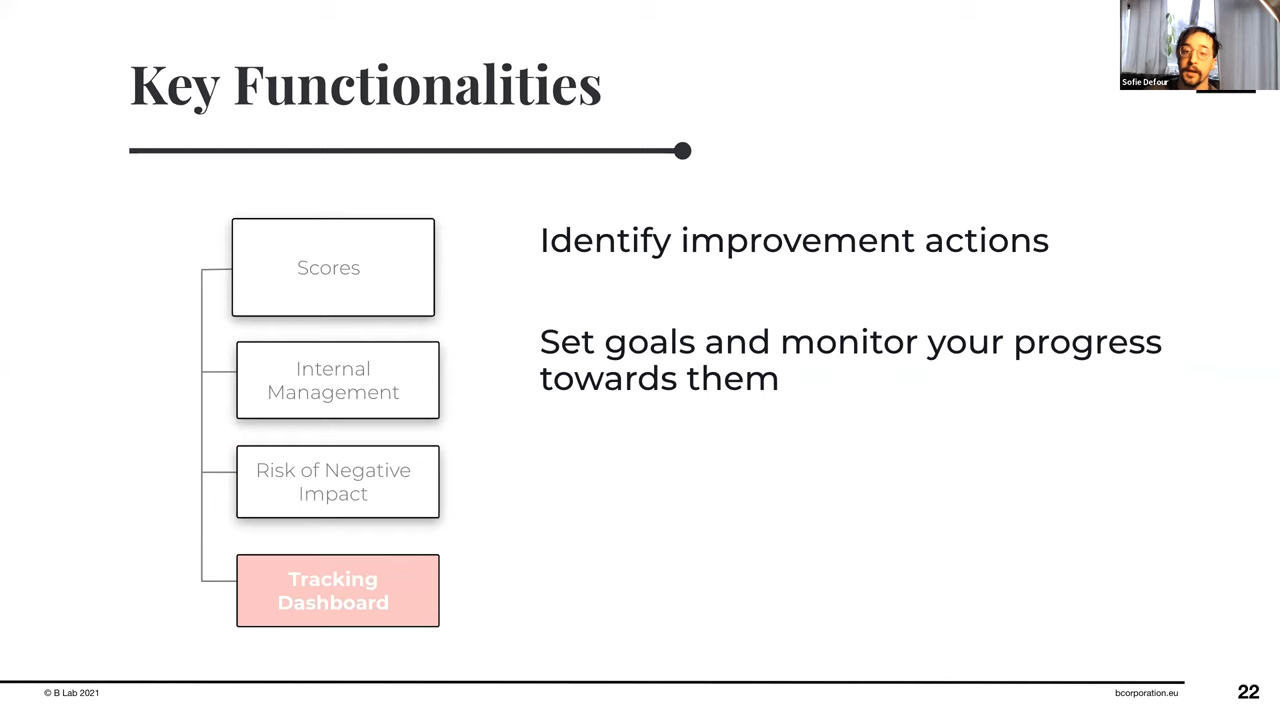 Key Functionalities
Sofie Defour
Scores
Internal
Management
Risk of Negative
Impact
Tracking
Dashboard
Identify improvement actions
Set goals and monitor your progress
towards them
© B Lab 2021
bcorporation.eu
22